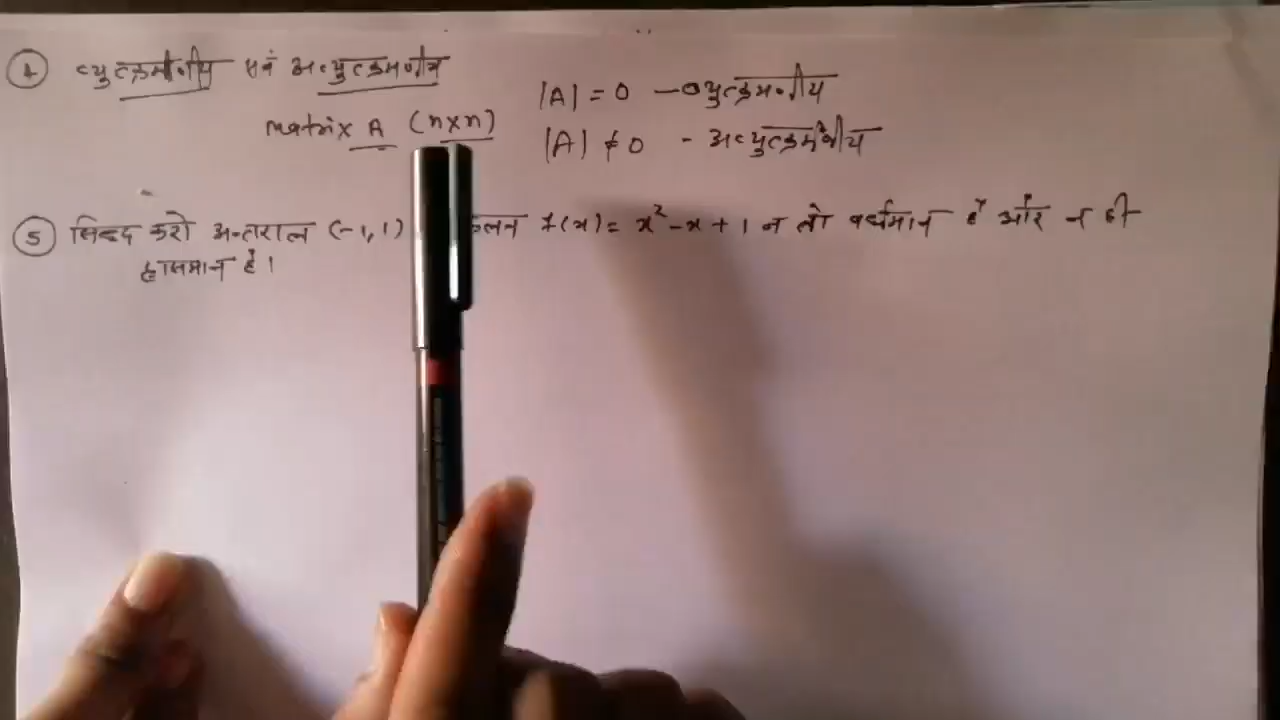 ④ व्युत्क्रमणीय एवं अव्युत्क्रमणीय
|A| = 0 — व्युत्क्रमणीय
matrix A (n×n)
|A| ≠ 0 - अव्युत्क्रमणीय
⑤ सिद्ध करो अन्तराल (-1,1) फलन f(x) = x² - x + 1 न तो वर्धमान है और न ही
ह्रासमान है।